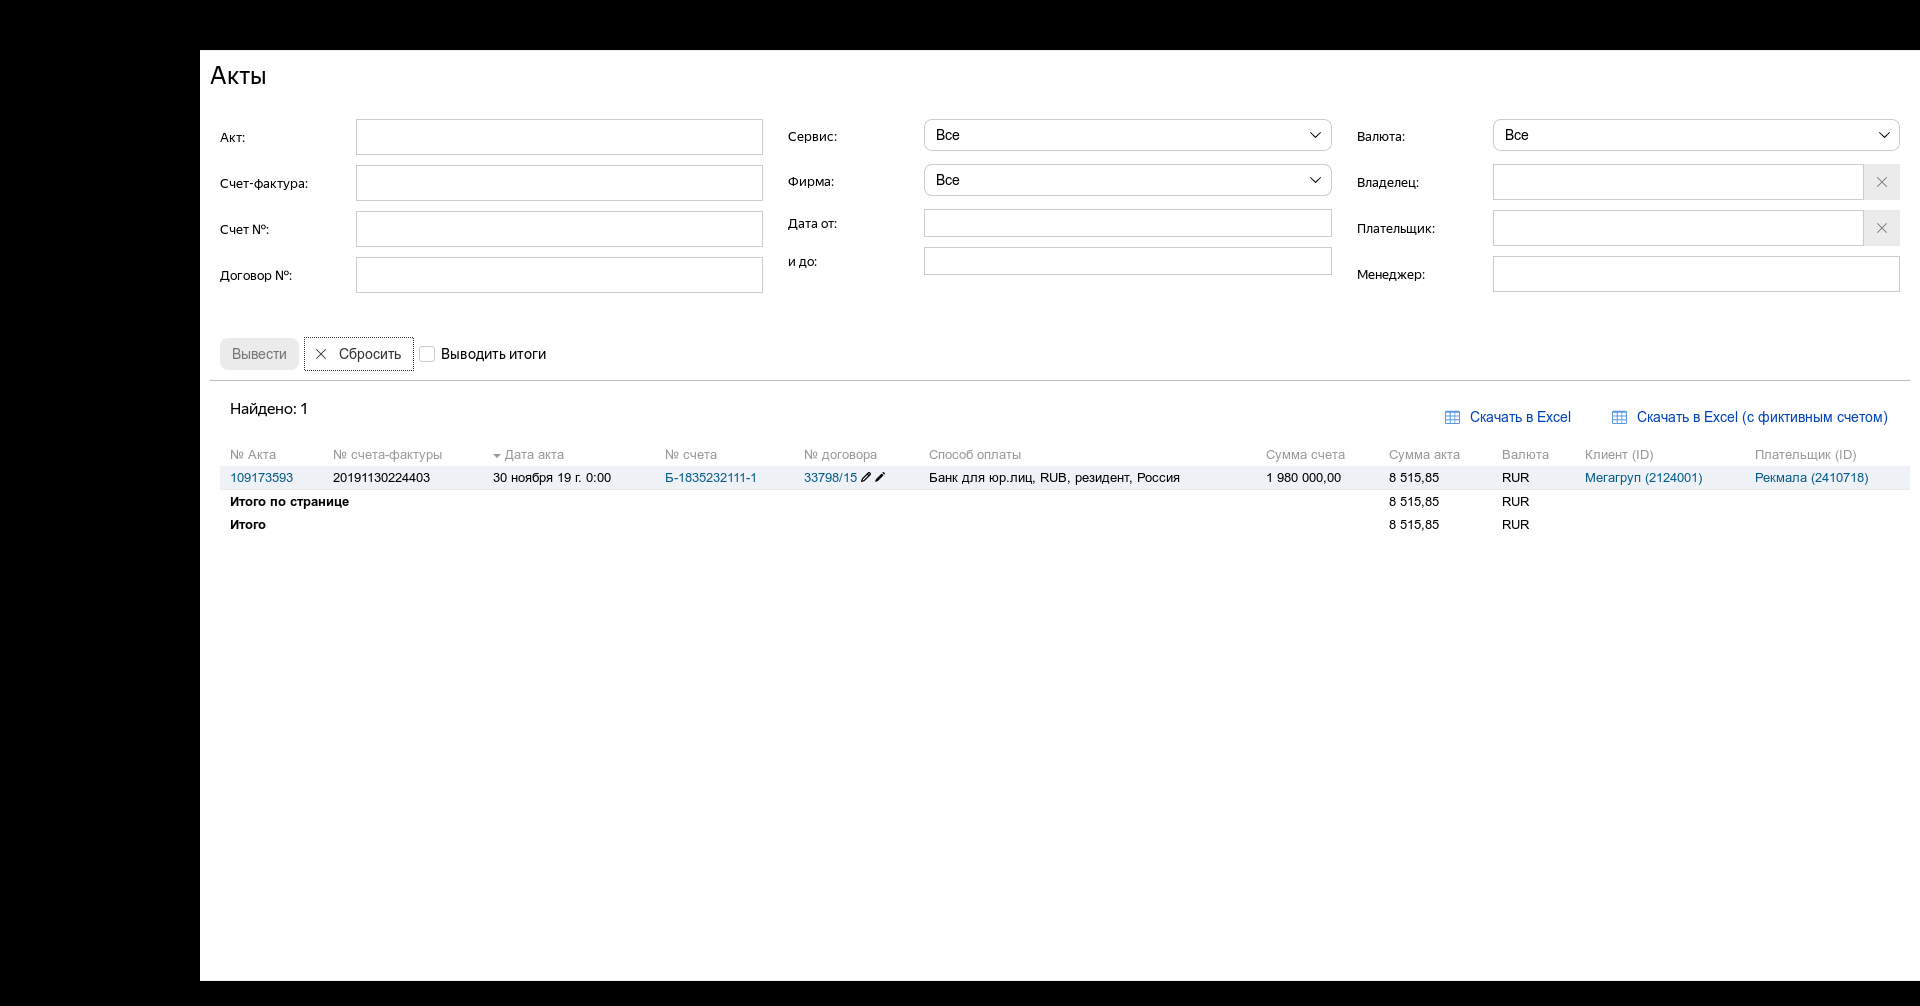 Акты
Акт:
Счет-фактура:
Счет №:
Договор №:
Сервис: Все
Фирма: Все
Дата от:
и до:
Валюта: Все
Владелец:
Плательщик:
Менеджер:
Вывести Сбросить Выводить итоги
Найдено: 1
Скачать в Excel Скачать в Excel (с фиктивным счетом)
№ Акта № счета-фактуры Дата акта № счета № договора Способ оплаты Сумма счета Сумма акта Валюта Клиент (ID) Плательщик (ID)
109173593 20191130224403 30 ноября 19 г. 0:00 Б-1835232111-1 33798/15 Банк для юр.лиц, RUB, резидент, Россия 1 980 000,00 8 515,85 RUR Мегагруп (2124001) Рекмала (2410718)
Итого по странице 8 515,85 RUR
Итого 8 515,85 RUR